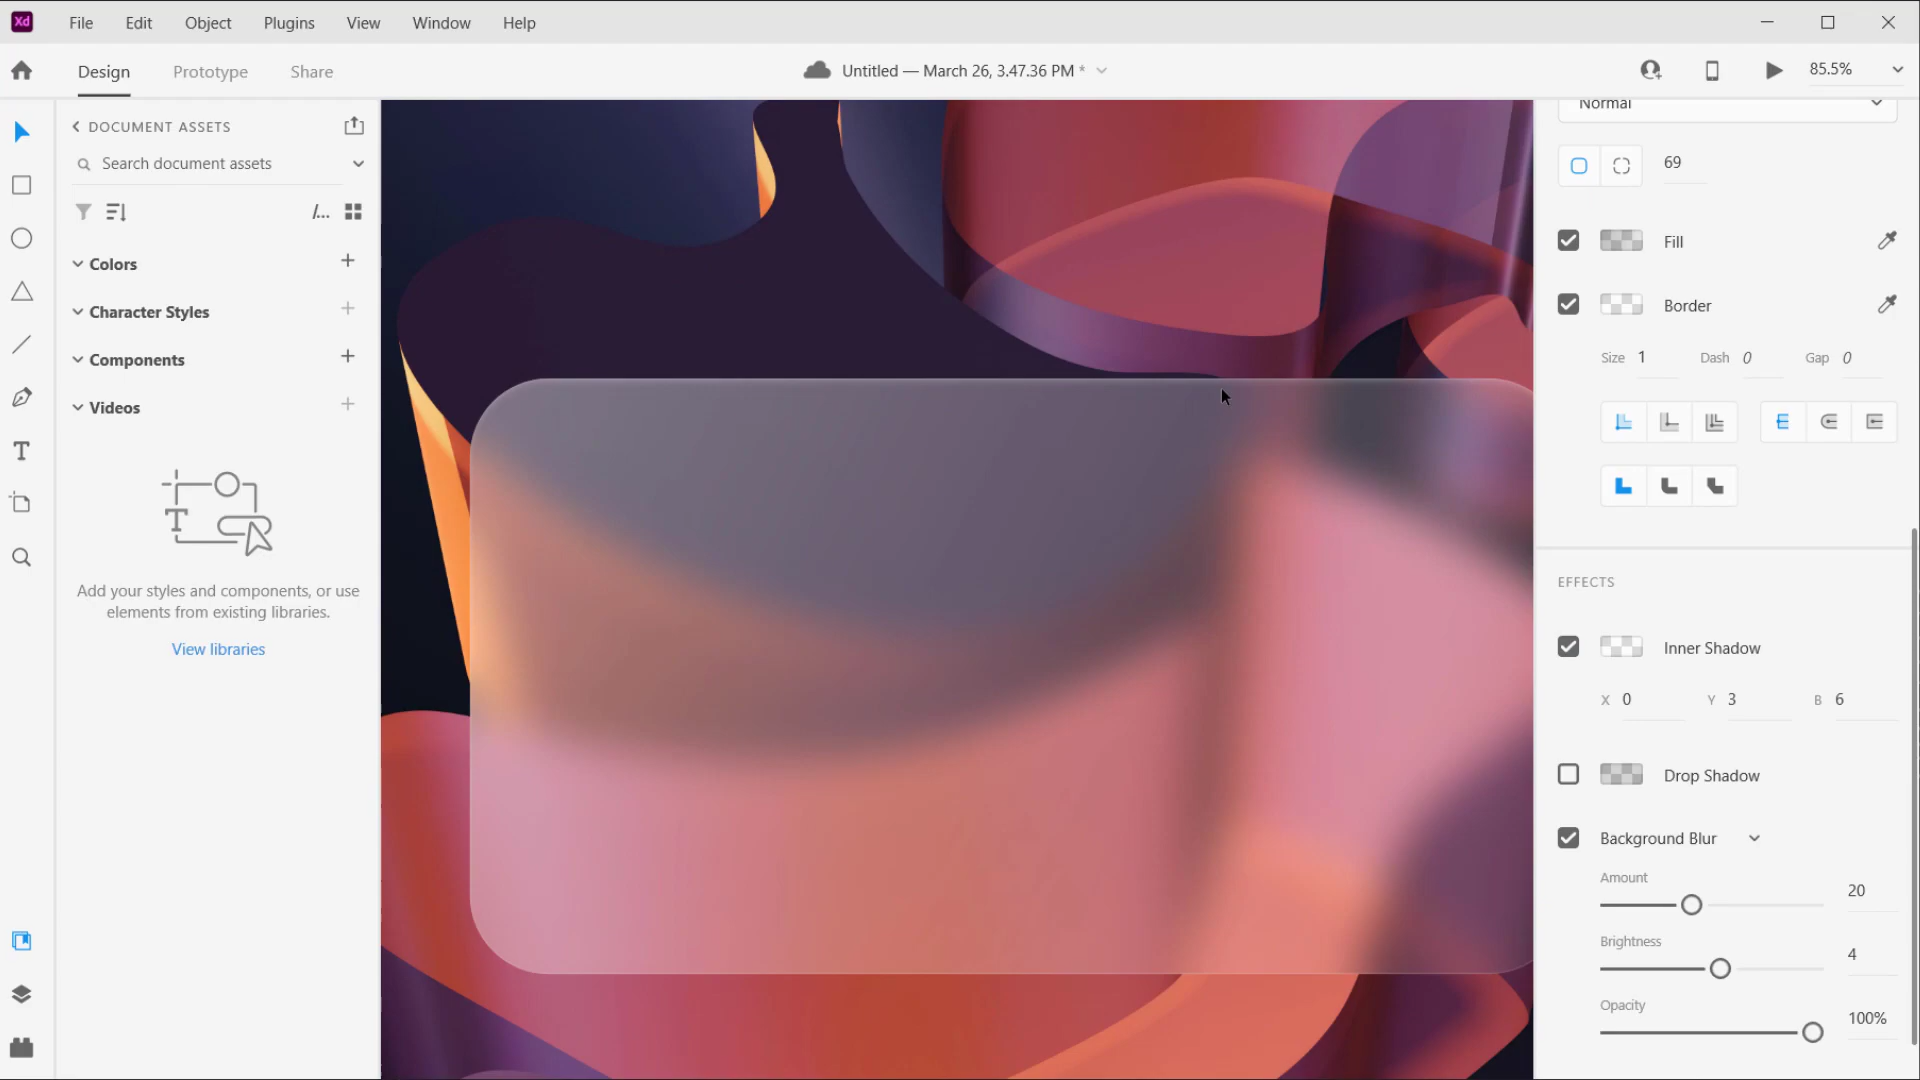 Xd File Edit Object Plugins View Window Help
Design Prototype Share Untitled — March 26, 3.47.36 PM * 85.5%
DOCUMENT ASSETS
Search document assets
/...
Colors
Character Styles
Components
Videos
T
T
Add your styles and components, or use
elements from existing libraries.
View libraries
Normal
69
Fill
Border
Size 1 Dash 0 Gap 0
EFFECTS
Inner Shadow
X 0 Y 3 B 6
Drop Shadow
Background Blur
Amount
20
Brightness
4
Opacity
100%